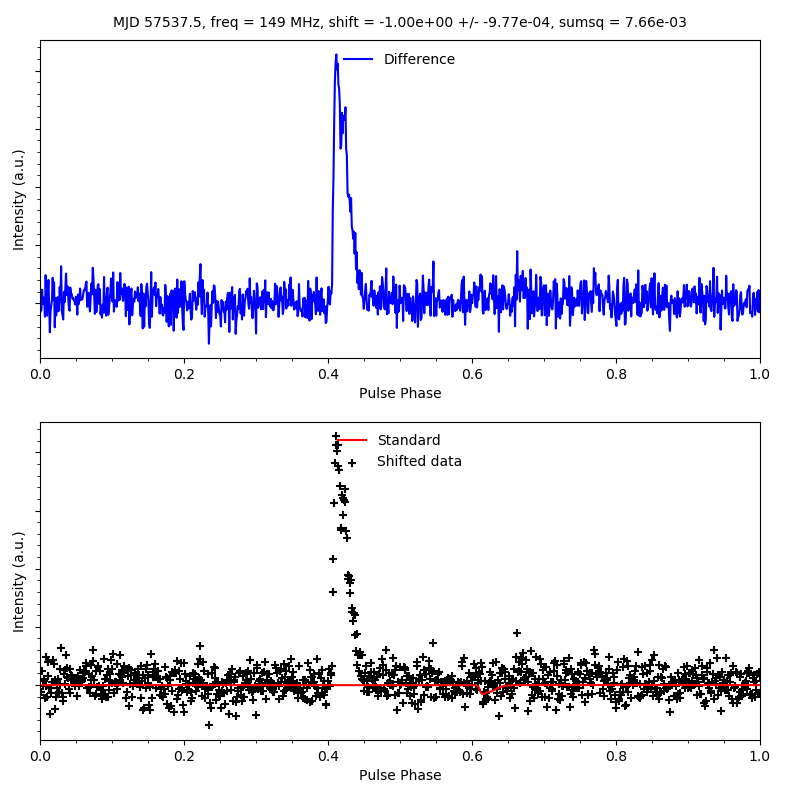 MJD 57537.5, freq = 149 MHz, shift = -1.00e+00 +/- -9.77e-04, sumsq = 7.66e-03
Difference
Intensity (a.u.)
0.0 0.2 0.4 0.6 0.8 1.0
Pulse Phase
Standard
Shifted data
Intensity (a.u.)
0.0 0.2 0.4 0.6 0.8 1.0
Pulse Phase